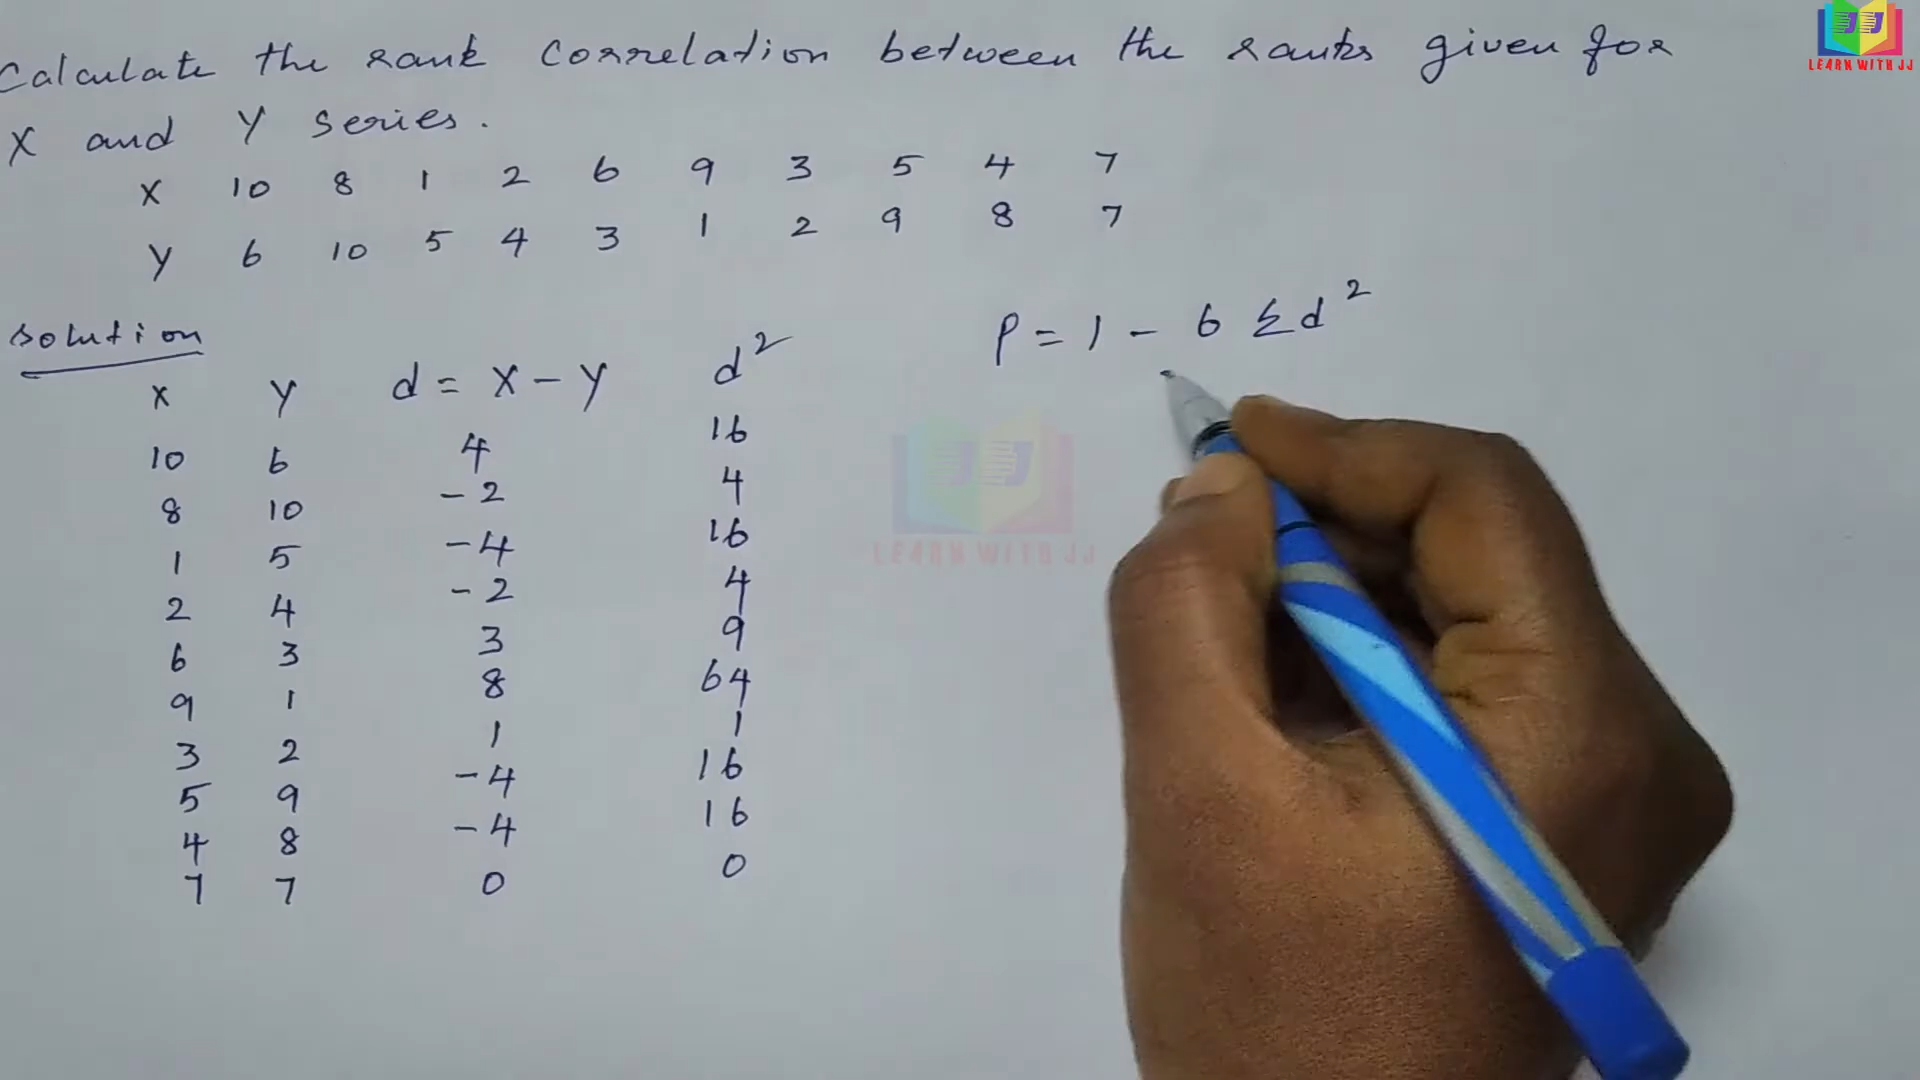 LEARN WITH JJ
Calculate the rank correlation between the ranks given for
X and Y series.
X 10 8 1 2 6 9 3 5 4 7
Y 6 10 5 4 3 1 2 9 8 7
Solution
X Y d = X - Y d²
10 6 4 16
8 10 -2 4
1 5 -4 16
2 4 -2 4
6 3 3 9
9 1 8 64
3 2 1 1
5 9 -4 16
4 8 -4 16
7 7 0 0
ρ = 1 - 6 Σd²
LEARN WITH JJ